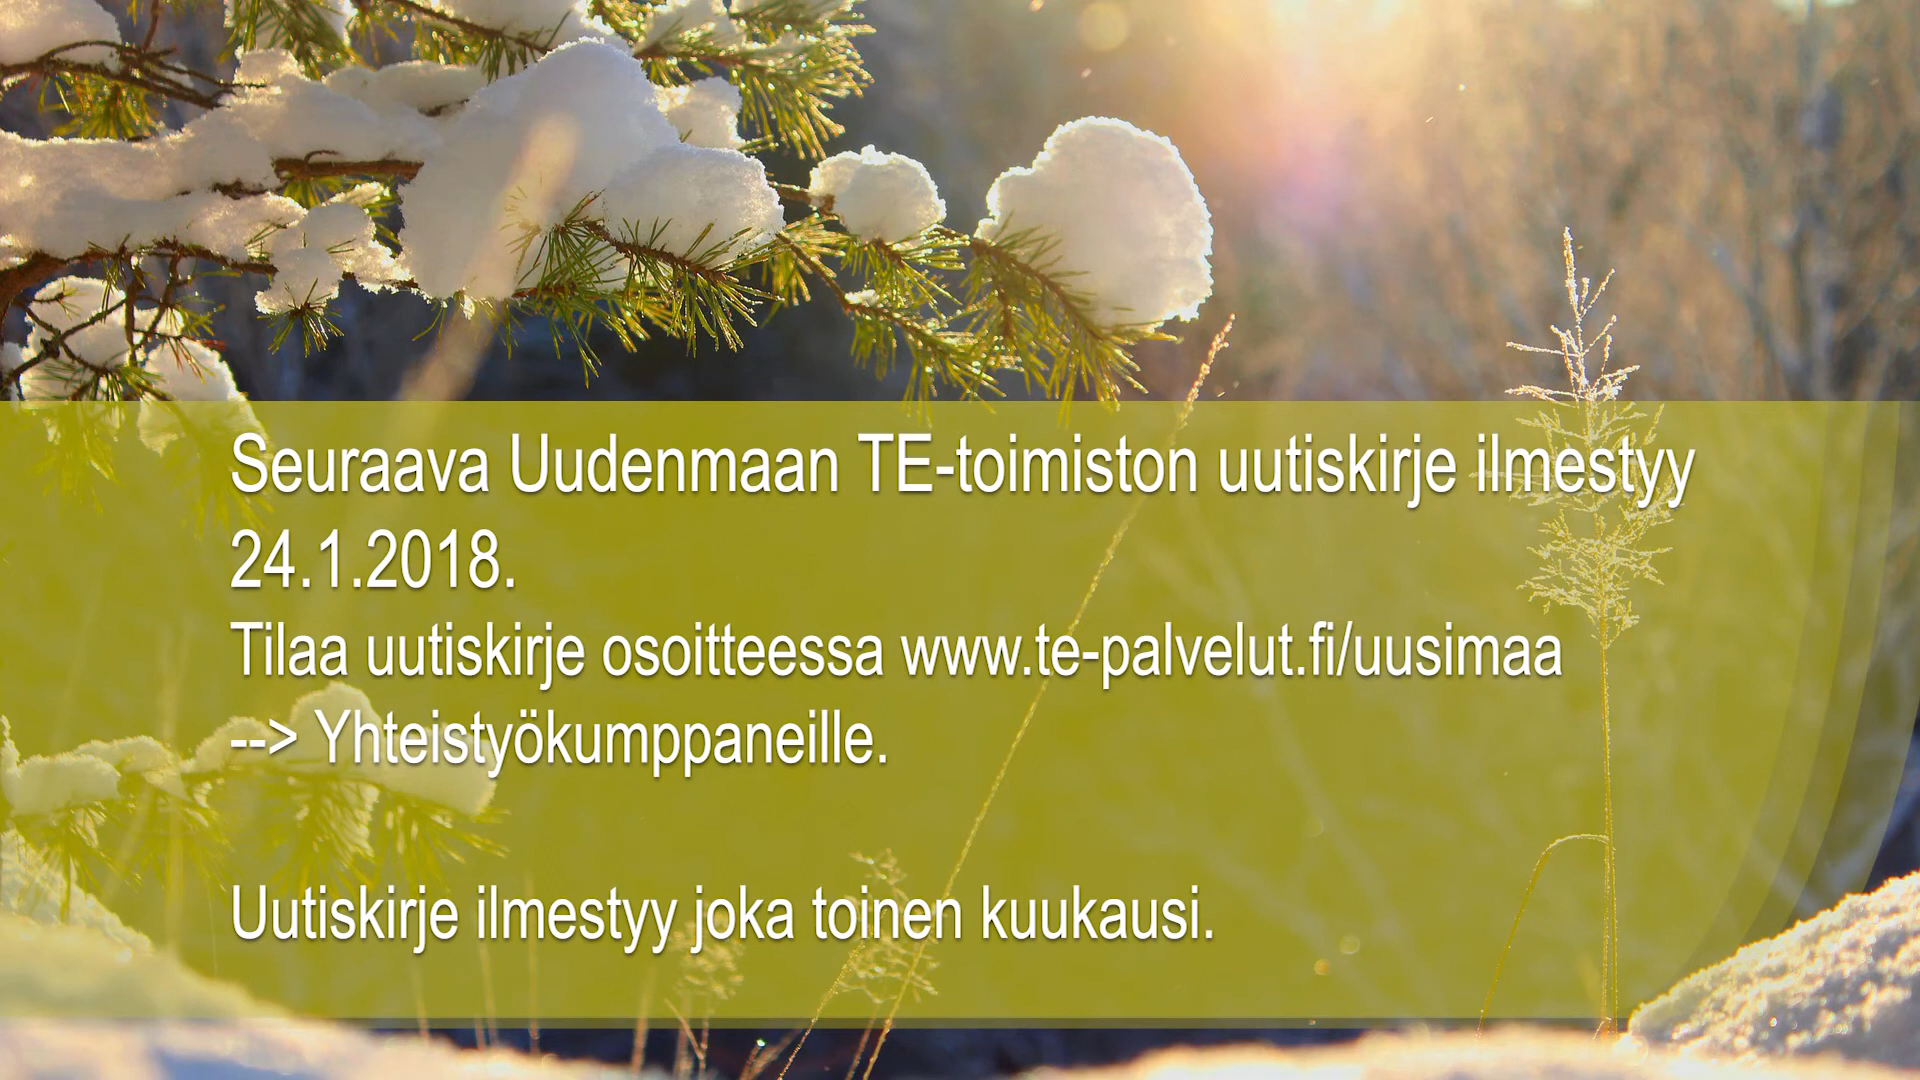 Seuraava Uudenmaan TE-toimiston uutiskirje ilmestyy
24.1.2018.
Tilaa uutiskirje osoitteessa www.te-palvelut.fi/uusimaa
--> Yhteistyökumppaneille.
Uutiskirje ilmestyy joka toinen kuukausi.